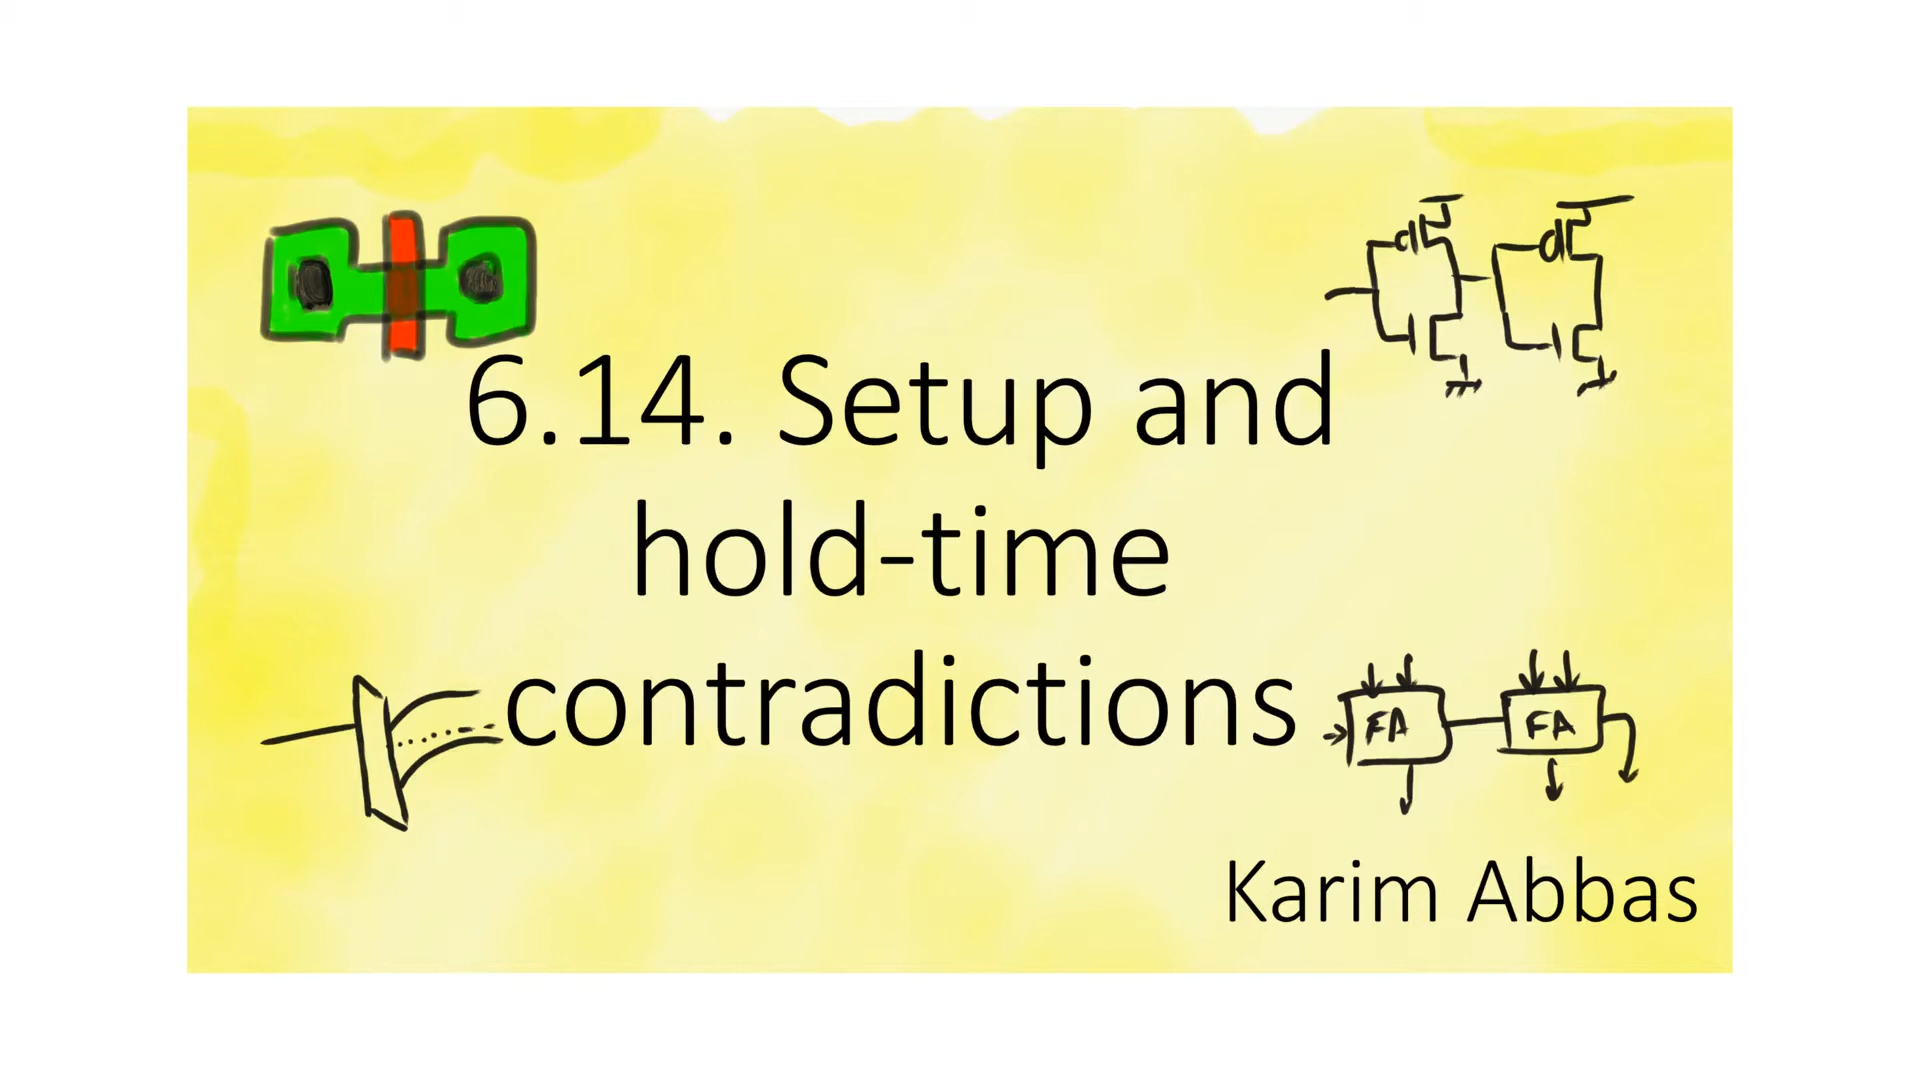 6.14. Setup and
hold-time
contradictions
FA
FA
Karim Abbas